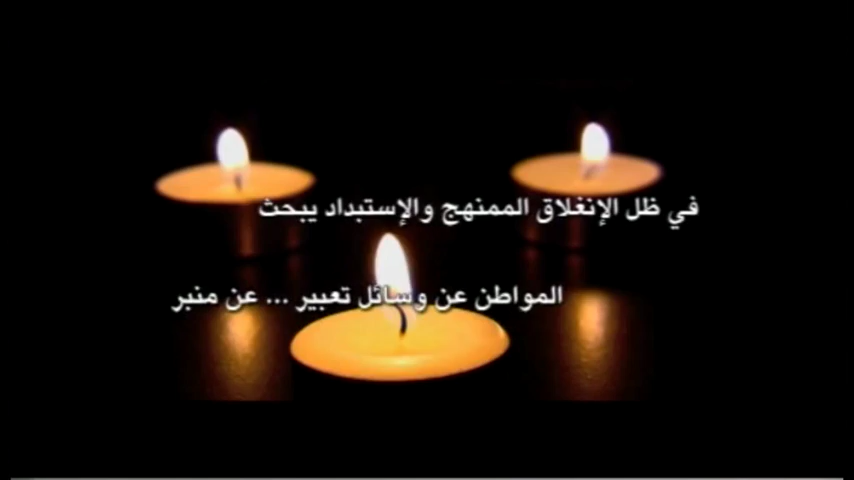 في ظل الإنغلاق الممنهج والإستبداد يبحث
المواطن عن وسائل تعبير ... عن منبر